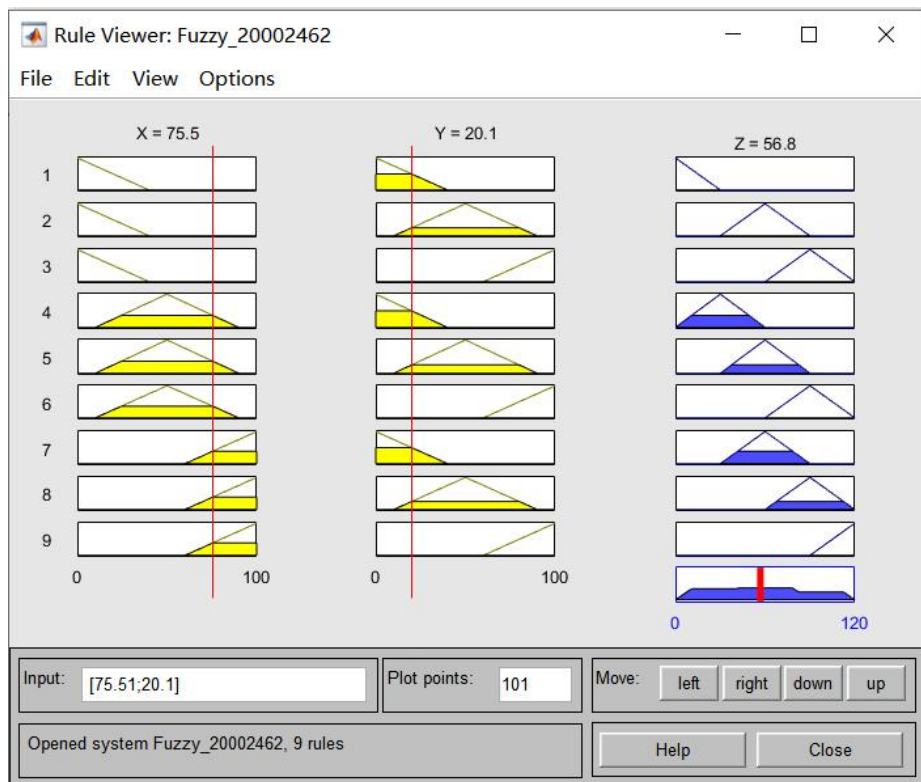 Rule Viewer: Fuzzy_20002462
File Edit View Options
X = 75.5 Y = 20.1 Z = 56.8
1
2
3
4
5
6
7
8
9
0 100 0 100
0 120
Input: [75.51;20.1] Plot points: 101 Move: left right down up
Opened system Fuzzy_20002462, 9 rules Help Close